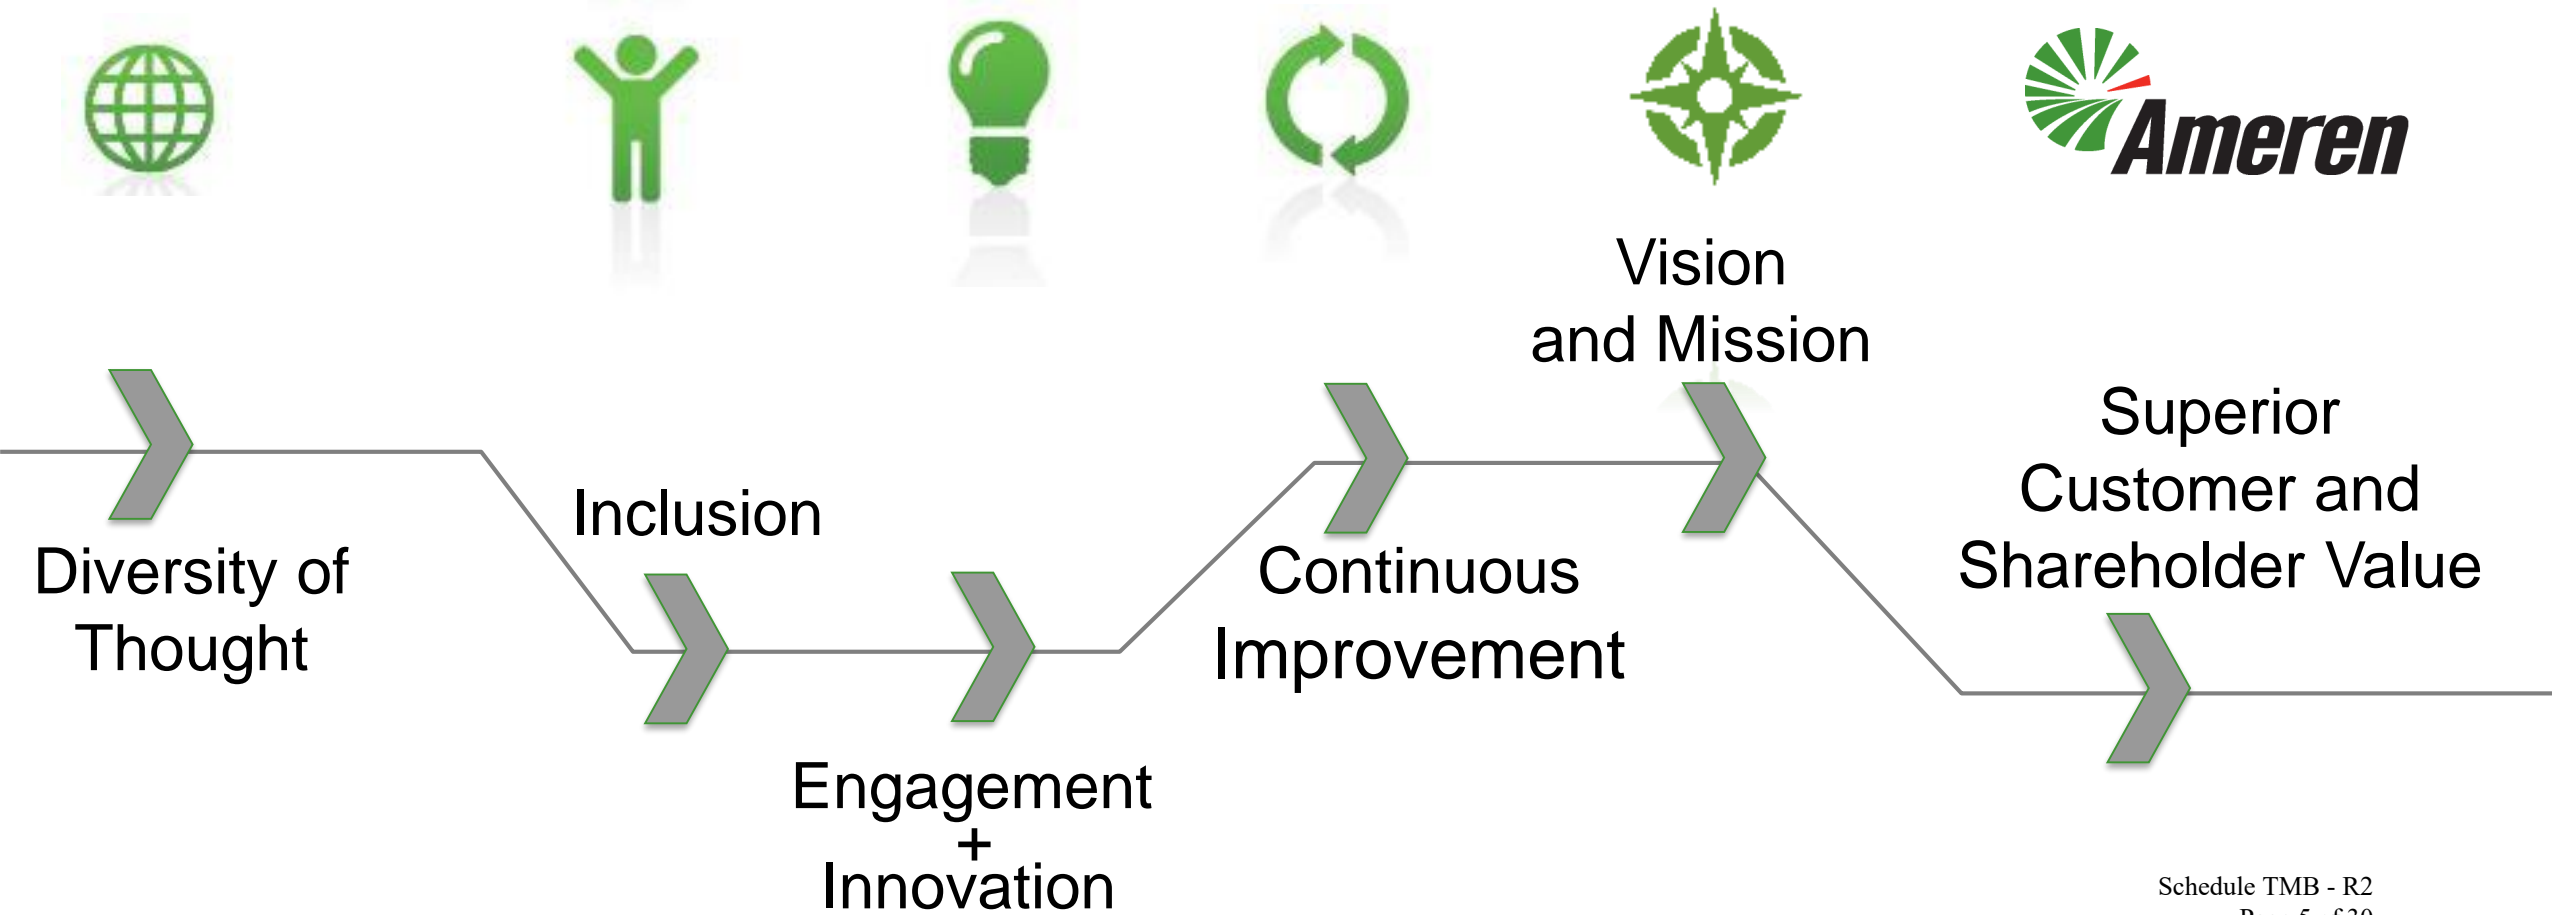 Ameren
Vision
and Mission
Superior
Customer and
Shareholder Value
Inclusion
Diversity of
Thought
Continuous
Improvement
Engagement
+
Innovation
Schedule TMB - R2